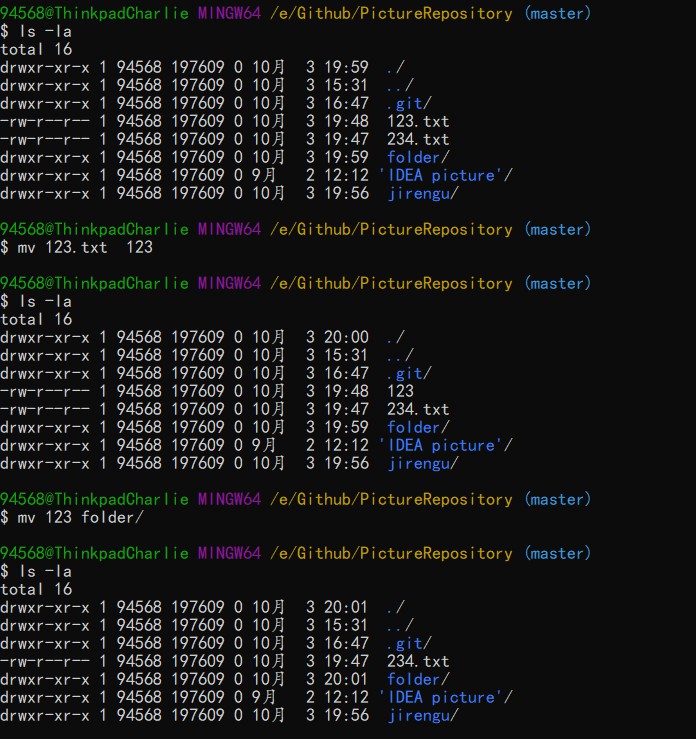 94568@ThinkpadCharlie MINGW64 /e/Github/PictureRepository (master)
$ ls -la
total 16
drwxr-xr-x 1 94568 197609 0 10月  3 19:59  ./
drwxr-xr-x 1 94568 197609 0 10月  3 15:31  ../
drwxr-xr-x 1 94568 197609 0 10月  3 16:47  .git/
-rw-r--r-- 1 94568 197609 0 10月  3 19:48  123.txt
-rw-r--r-- 1 94568 197609 0 10月  3 19:47  234.txt
drwxr-xr-x 1 94568 197609 0 10月  3 19:59  folder/
drwxr-xr-x 1 94568 197609 0 9月   2 12:12 'IDEA picture'/
drwxr-xr-x 1 94568 197609 0 10月  3 19:56  jirengu/
94568@ThinkpadCharlie MINGW64 /e/Github/PictureRepository (master)
$ mv 123.txt  123
94568@ThinkpadCharlie MINGW64 /e/Github/PictureRepository (master)
$ ls -la
total 16
drwxr-xr-x 1 94568 197609 0 10月  3 20:00  ./
drwxr-xr-x 1 94568 197609 0 10月  3 15:31  ../
drwxr-xr-x 1 94568 197609 0 10月  3 16:47  .git/
-rw-r--r-- 1 94568 197609 0 10月  3 19:48  123
-rw-r--r-- 1 94568 197609 0 10月  3 19:47  234.txt
drwxr-xr-x 1 94568 197609 0 10月  3 19:59  folder/
drwxr-xr-x 1 94568 197609 0 9月   2 12:12 'IDEA picture'/
drwxr-xr-x 1 94568 197609 0 10月  3 19:56  jirengu/
94568@ThinkpadCharlie MINGW64 /e/Github/PictureRepository (master)
$ mv 123 folder/
94568@ThinkpadCharlie MINGW64 /e/Github/PictureRepository (master)
$ ls -la
total 16
drwxr-xr-x 1 94568 197609 0 10月  3 20:01  ./
drwxr-xr-x 1 94568 197609 0 10月  3 15:31  ../
drwxr-xr-x 1 94568 197609 0 10月  3 16:47  .git/
-rw-r--r-- 1 94568 197609 0 10月  3 19:47  234.txt
drwxr-xr-x 1 94568 197609 0 10月  3 20:01  folder/
drwxr-xr-x 1 94568 197609 0 9月   2 12:12 'IDEA picture'/
drwxr-xr-x 1 94568 197609 0 10月  3 19:56  jirengu/